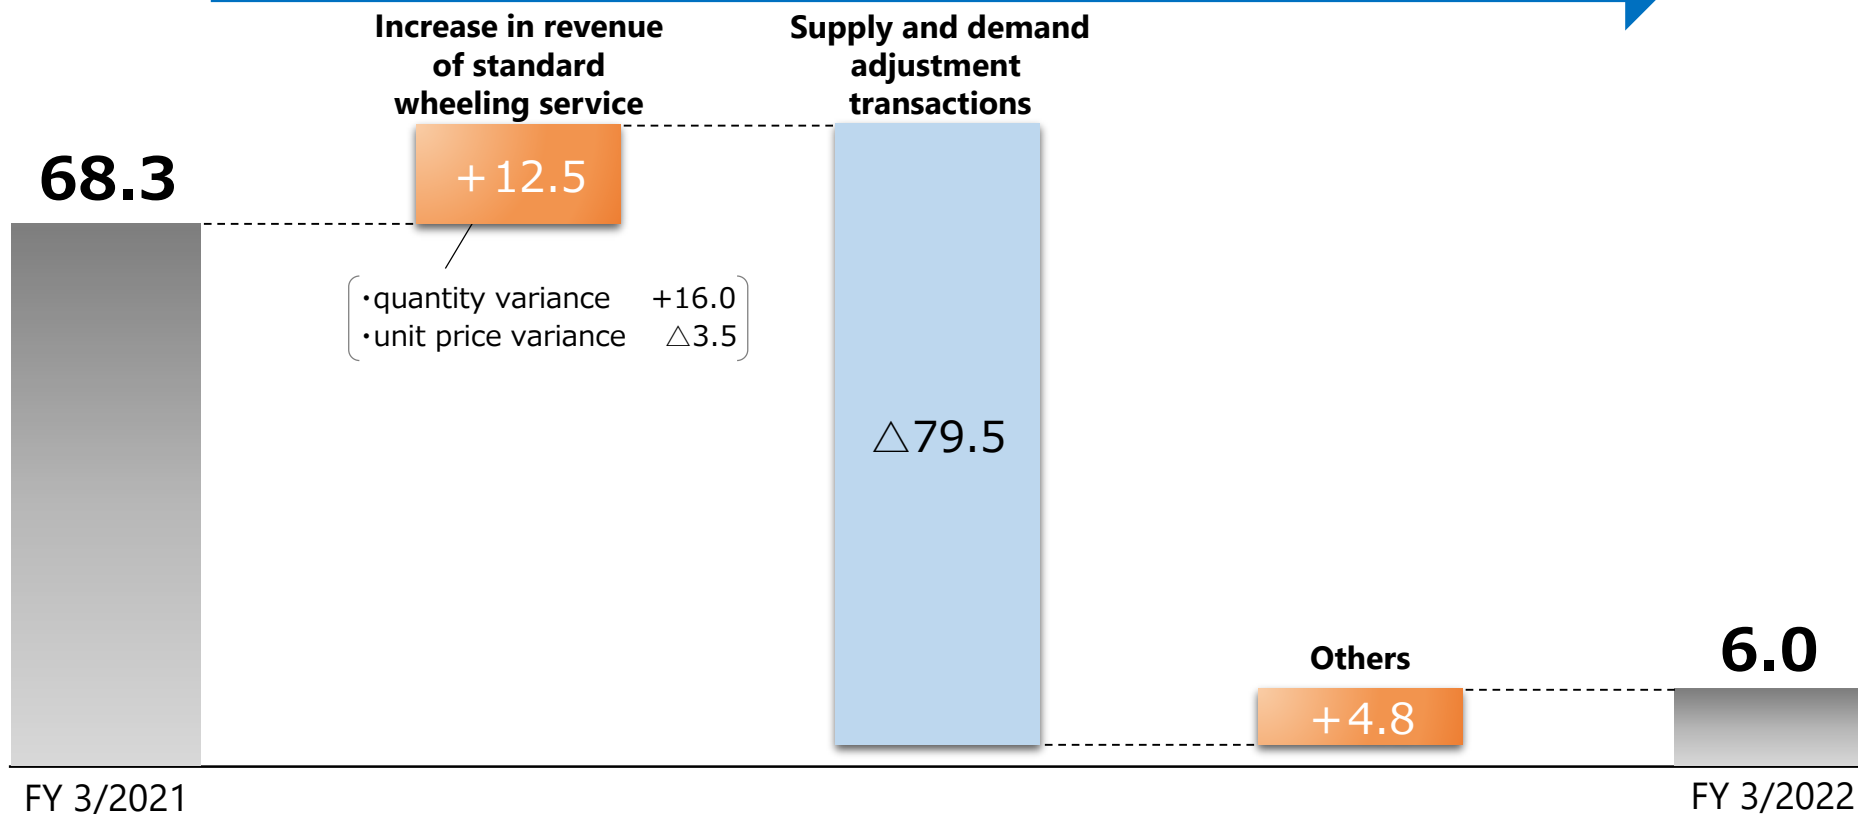 Increase in revenue
of standard
wheeling service
Supply and demand
adjustment
transactions
68.3
+12.5
・quantity variance +16.0
・unit price variance △3.5
△79.5
Others
+4.8
6.0
FY 3/2021
FY 3/2022